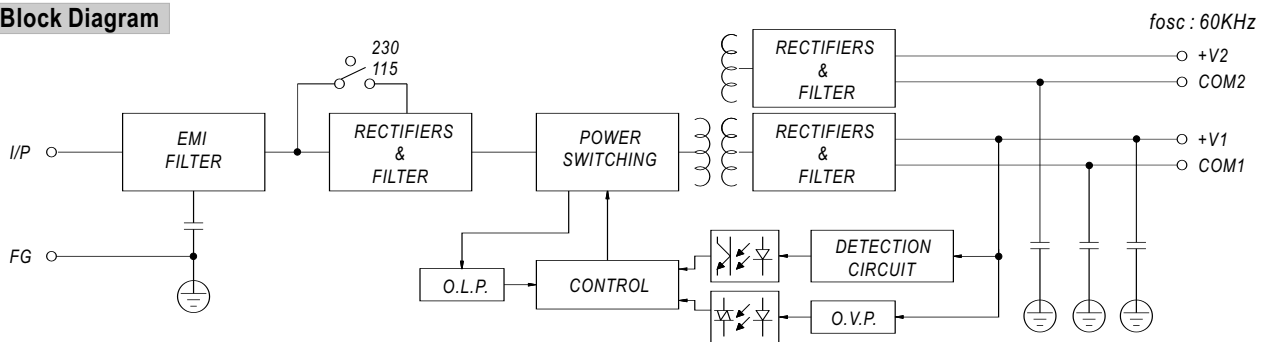 Block Diagram
fosc : 60KHz
230
115
I/P
EMI
FILTER
RECTIFIERS
&
FILTER
POWER
SWITCHING
RECTIFIERS
&
FILTER
+V2
COM2
RECTIFIERS
&
FILTER
+V1
COM1
FG
O.L.P.
CONTROL
DETECTION
CIRCUIT
O.V.P.